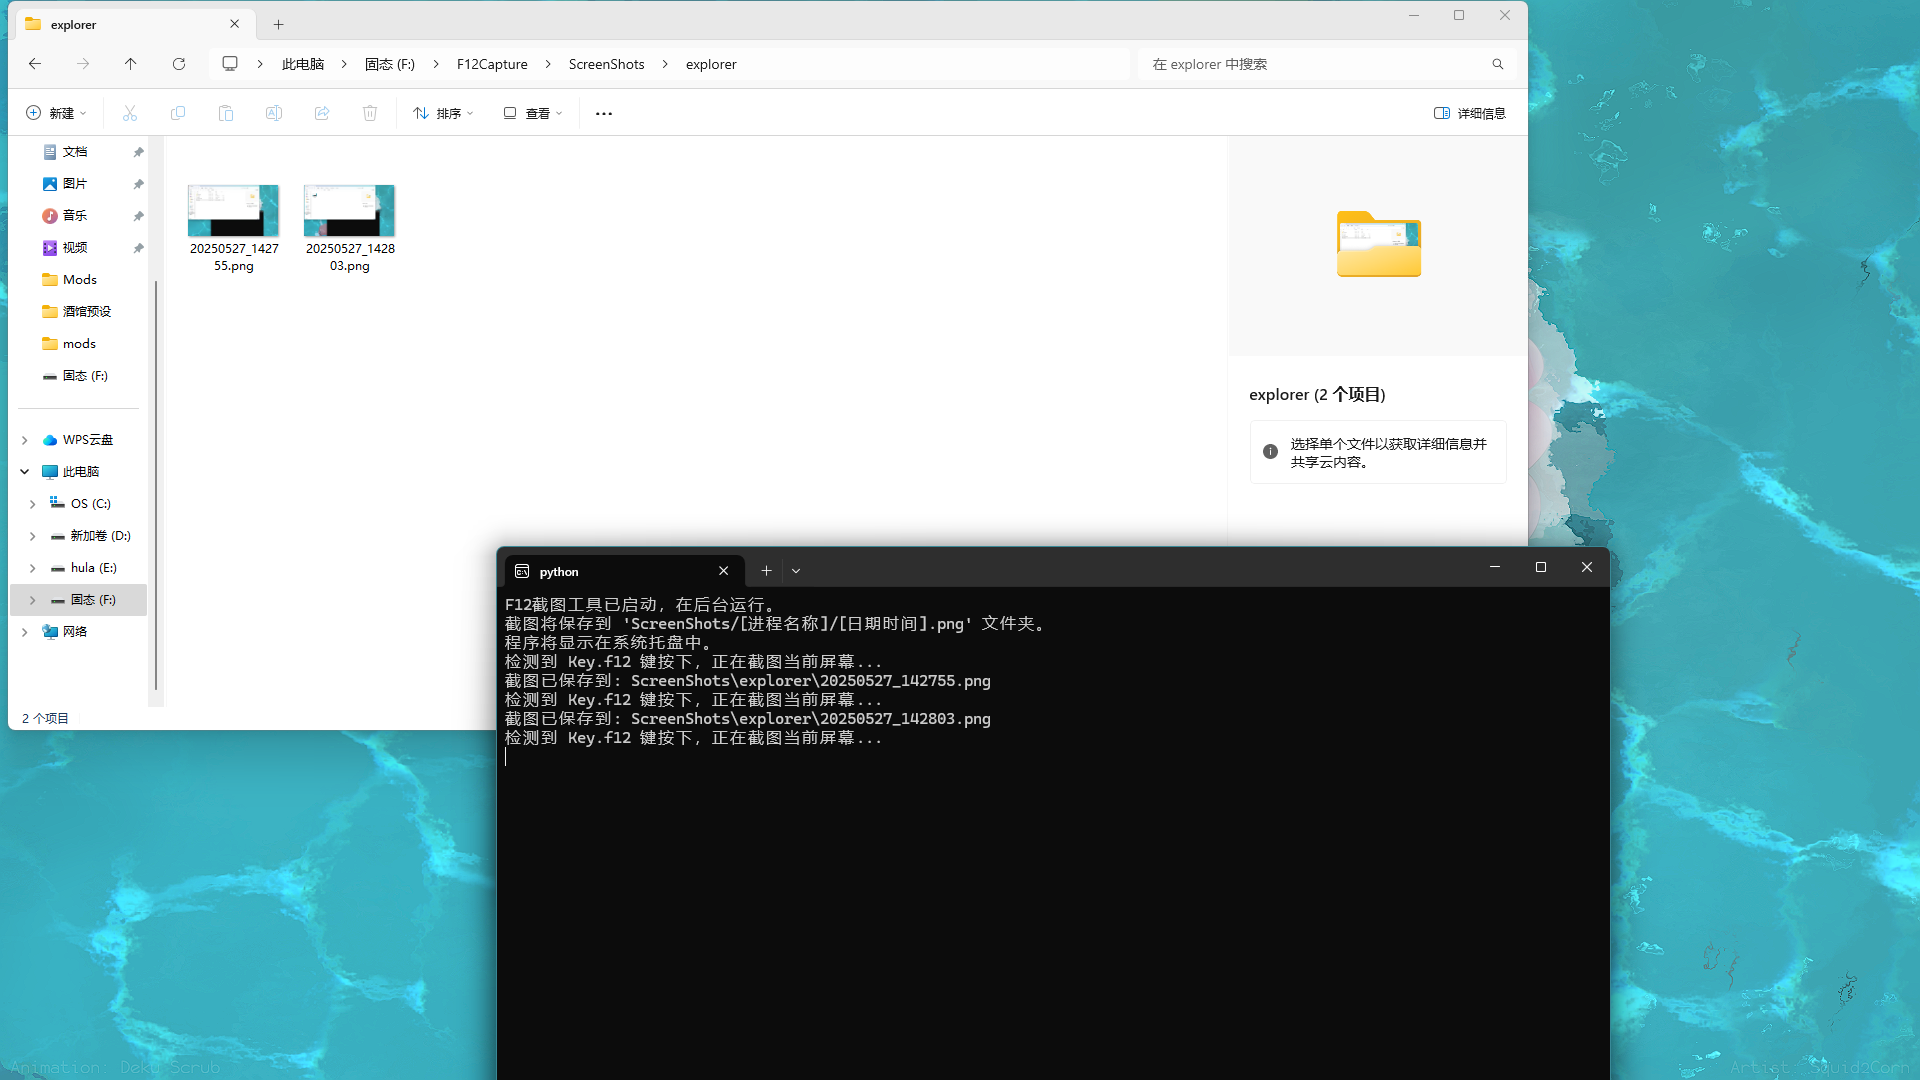 explorer
此电脑
固态 (F:)
F12Capture
ScreenShots
explorer
在 explorer 中搜索
新建
排序
查看
详细信息
文档
图片
音乐
视频
Mods
酒馆预设
mods
固态 (F:)
WPS云盘
此电脑
OS (C:)
新加卷 (D:)
hula (E:)
固态 (F:)
网络
20250527_1427
55.png
20250527_1428
03.png
explorer (2 个项目)
选择单个文件以获取详细信息并
共享云内容。
2 个项目
python
F12截图工具已启动，在后台运行。
截图将保存到 'ScreenShots/[进程名称]/[日期时间].png' 文件夹。
程序将显示在系统托盘中。
检测到 Key.f12 键按下，正在截图当前屏幕...
截图已保存到: ScreenShots\explorer\20250527_142755.png
检测到 Key.f12 键按下，正在截图当前屏幕...
截图已保存到: ScreenShots\explorer\20250527_142803.png
检测到 Key.f12 键按下，正在截图当前屏幕...
Animation: Deku Scrub
Artist: Squid2Corn